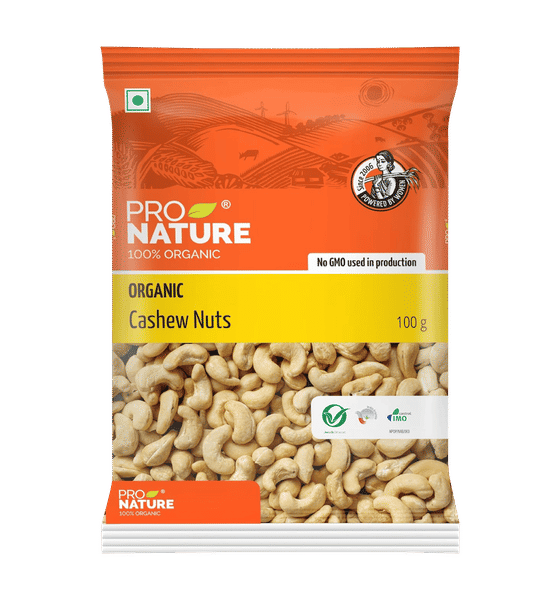 SINCE 2006
POWERED BY WOMEN
PRO
NATURE
®
100% ORGANIC
No GMO used in production
ORGANIC
Cashew Nuts
100 g
IMO
PRO
NATURE
100% ORGANIC